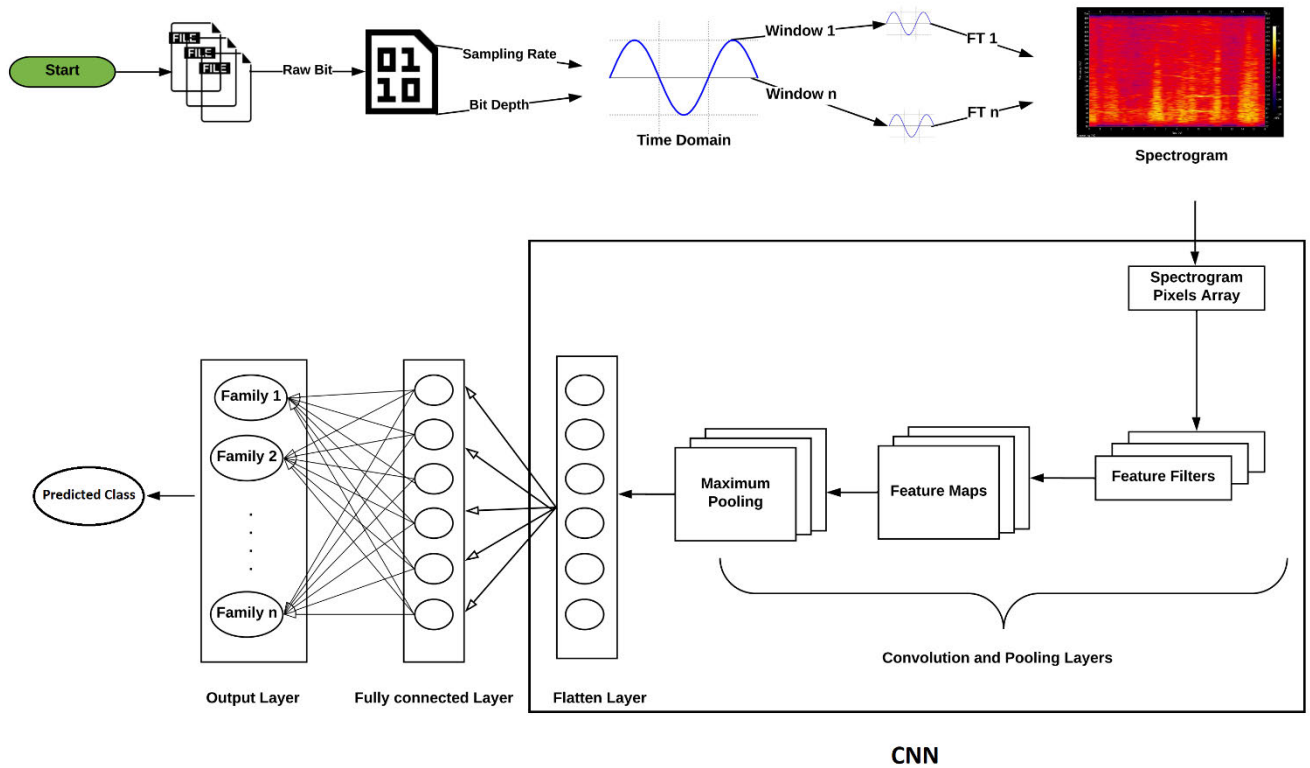 Start
FILE
FILE
FILE
Raw Bit
01
10
Sampling Rate
Bit Depth
Time Domain
Window 1
Window n
FT 1
FT n
Spectrogram
Spectrogram
Pixels Array
Feature Filters
Feature Maps
Maximum
Pooling
Convolution and Pooling Layers
Flatten Layer
Fully connected Layer
Family 1
Family 2
Family n
Output Layer
Predicted Class
CNN